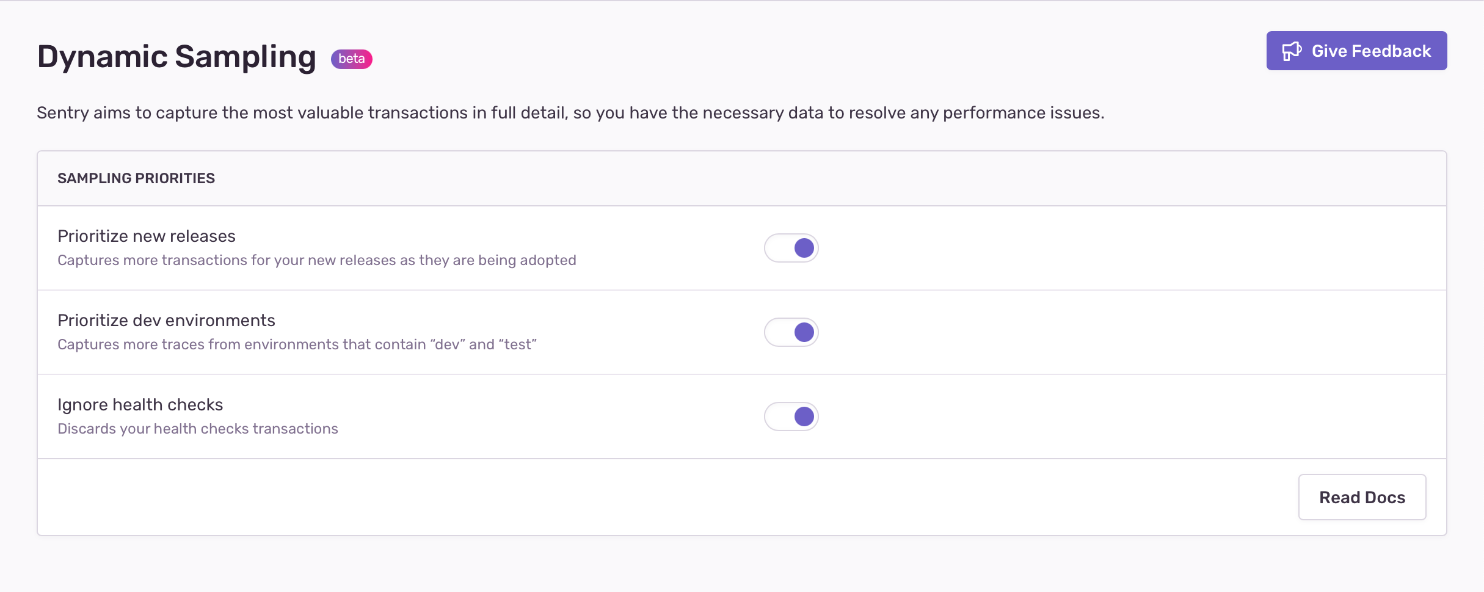 Dynamic Sampling beta
Give Feedback
Sentry aims to capture the most valuable transactions in full detail, so you have the necessary data to resolve any performance issues.
SAMPLING PRIORITIES
Prioritize new releases
Captures more transactions for your new releases as they are being adopted
Prioritize dev environments
Captures more traces from environments that contain “dev” and “test”
Ignore health checks
Discards your health checks transactions
Read Docs